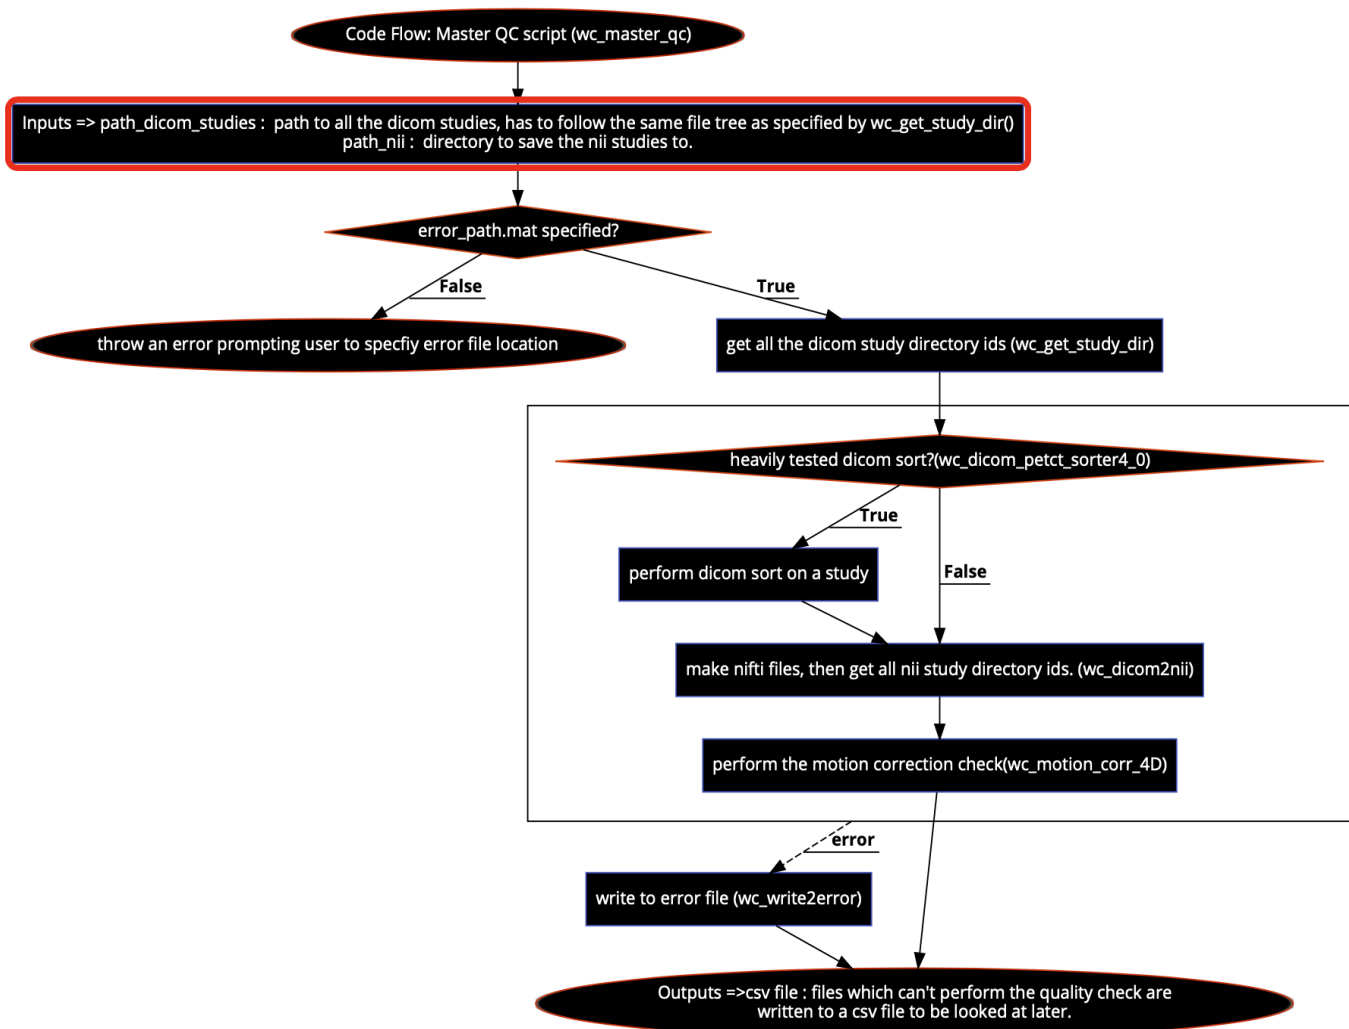 Code Flow: Master QC script (wc_master_qc)
Inputs => path_dicom_studies :  path to all the dicom studies, has to follow the same file tree as specified by wc_get_study_dir()
path_nii :  directory to save the nii studies to.
error_path.mat specified?
False
True
throw an error prompting user to specfiy error file location
get all the dicom study directory ids (wc_get_study_dir)
heavily tested dicom sort?(wc_dicom_petct_sorter4_0)
True
perform dicom sort on a study
False
make nifti files, then get all nii study directory ids. (wc_dicom2nii)
perform the motion correction check(wc_motion_corr_4D)
error
write to error file (wc_write2error)
Outputs =>csv file : files which can't perform the quality check are
written to a csv file to be looked at later.